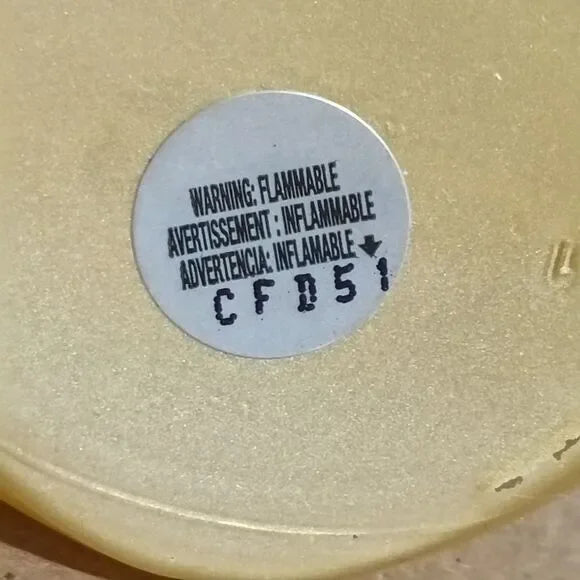 WARNING: FLAMMABLE
AVERTISSEMENT : INFLAMMABLE
ADVERTENCIA: INFLAMABLE
CFD51